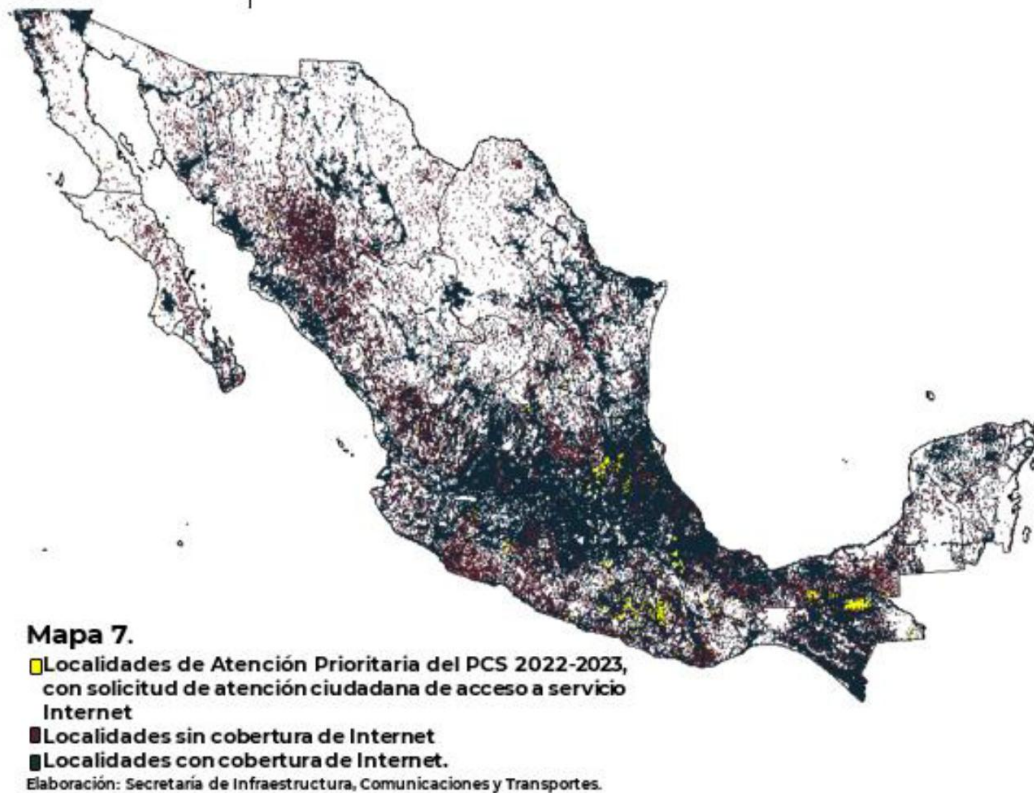 Mapa 7.
Localidades de Atención Prioritaria del PCS 2022-2023,
con solicitud de atención ciudadana de acceso a servicio
Internet
Localidades sin cobertura de Internet
Localidades con cobertura de Internet.
Elaboración: Secretaría de Infraestructura, Comunicaciones y Transportes.